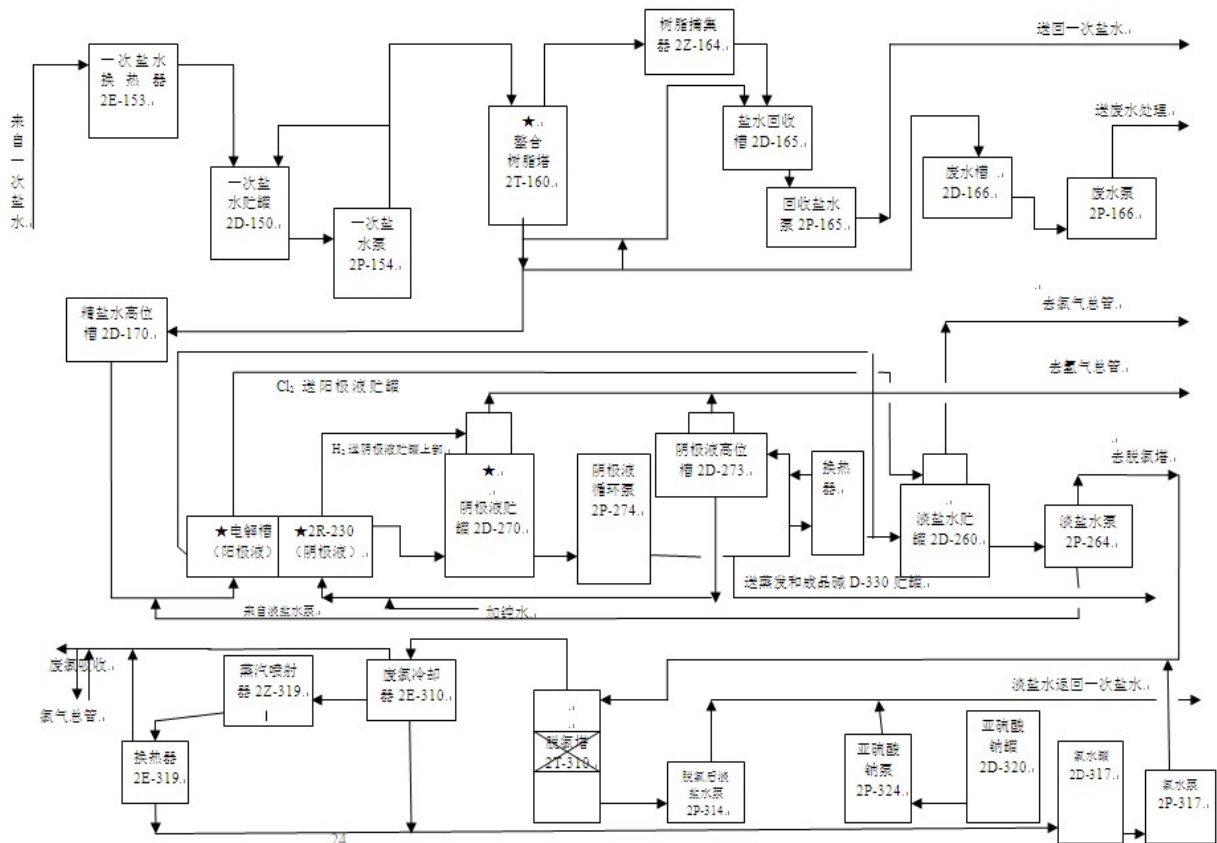 树脂捕集
器 2Z-164.
送回一次盐水.
一次盐水
换 热 器
2E-153.
来自一次盐水.
★.
螯合
树脂塔
2T-160.
盐水回收
槽 2D-165.
送废水处理.
一次盐
水贮罐
2D-150.
一次盐
水泵
2P-154.
回收盐水
泵 2P-165.
废水槽
2D-166.
废水泵
2P-166.
精盐水高位
槽 2D-170.
去氯气总管.
Cl₂ 送阳极液贮罐
去氢气总管.
H₂送阴极液贮罐上部.
★.
阴极液贮
罐 2D-270.
阴极液
循环泵
2P-274.
阴极液高位
槽 2D-273.
换热器.
去脱氯塔.
★电解槽
（阳极液）
★2R-230
（阴极液）
淡盐水贮
罐 2D-260.
淡盐水泵
2P-264.
送蒸发和成品碱 D-330 贮罐.
来自淡盐水泵.
加纯水.
废氯吸收.
氯气总管.
蒸汽喷射
器 2Z-319.
废氯冷却
器 2E-310.
淡盐水返回一次盐水.
换热器
2E-319.
脱氯塔
2T-310
脱氯后淡
盐水泵
2P-314.
亚硫酸
钠泵
2P-324.
亚硫酸
钠罐
2D-320.
氯水罐
2D-317.
氯水泵
2P-317.
24